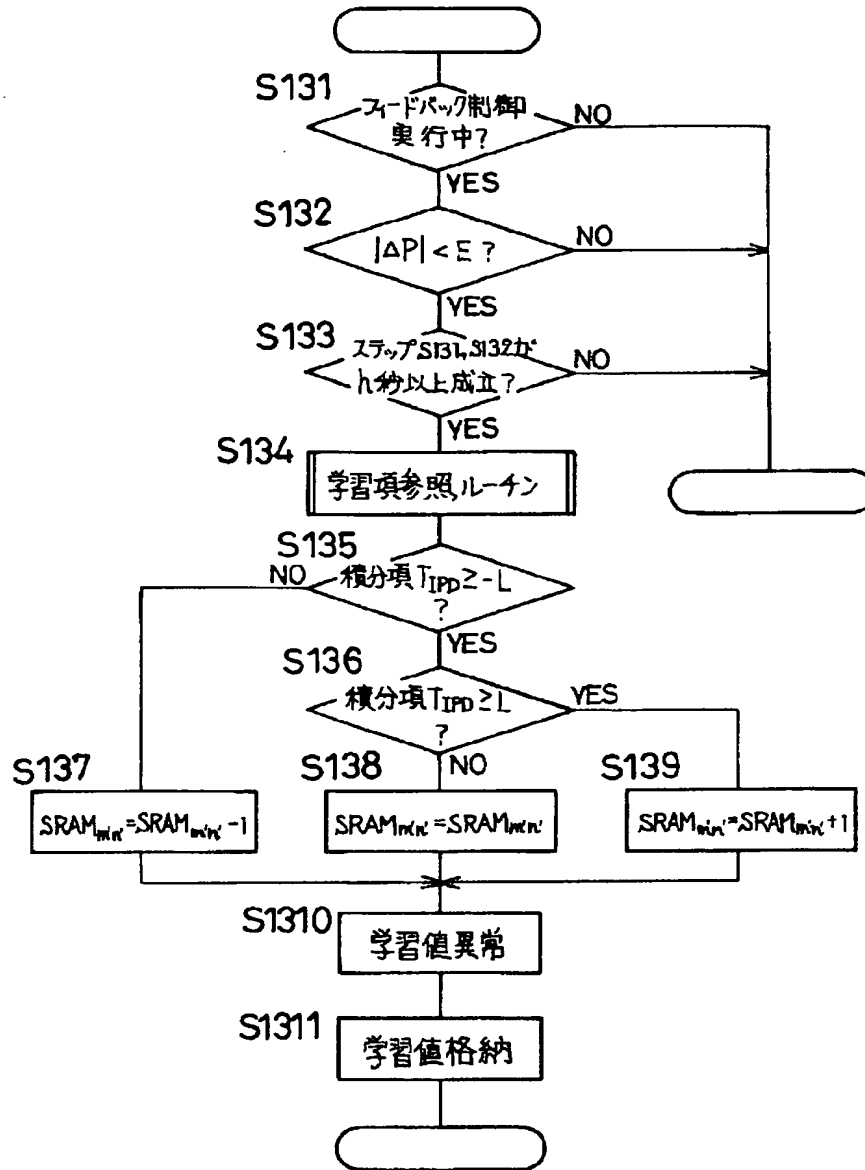 S131
フィードバック制御
実行中?
NO
YES
S132
|ΔP|<E?
NO
YES
S133
ステップS131,S132が
h秒以上成立?
NO
YES
S134
学習項参照ルーチン
S135
積分項TIPD≥-L
?
NO
YES
S136
積分項TIPD≥L
?
YES
NO
S137
SRAMm'n'=SRAMm'n'-1
S138
SRAMm'n'=SRAMm'n'
S139
SRAMm'n'=SRAMm'n'+1
S1310
学習値異常
S1311
学習値格納